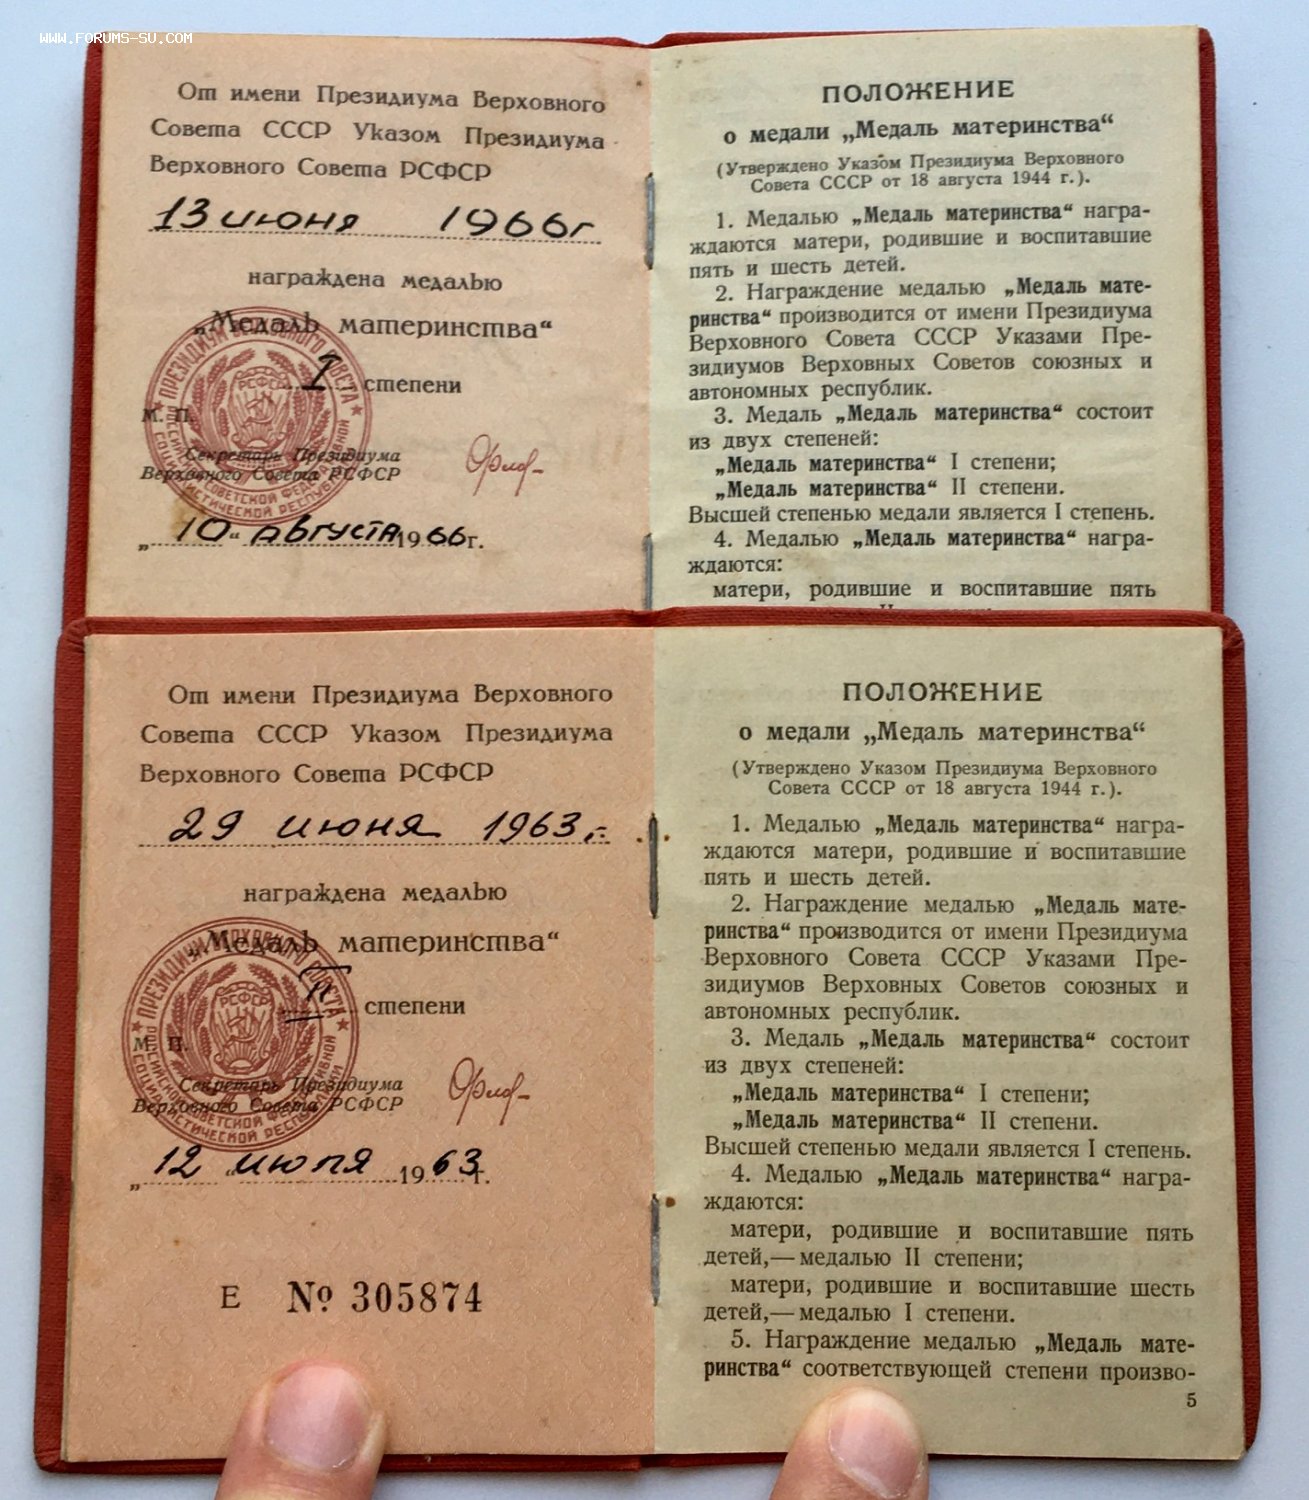 WWW.FORUMS-SU.COM
От имени Президиума Верховного
Совета СССР Указом Президиума
Верховного Совета РСФСР
13 июня 1966г
награждена медалью
„Медаль материнства“
I степени
М. П.
Секретарь Президиума
Верховного Совета РСФСР
„10“ августа 1966г.
ПОЛОЖЕНИЕ
о медали „Медаль материнства“
(Утверждено Указом Президиума Верховного
Совета СССР от 18 августа 1944 г.).
1. Медалью „Медаль материнства“ награ-
ждаются матери, родившие и воспитавшие
пять и шесть детей.
2. Награждение медалью „Медаль мате-
ринства“ производится от имени Президиума
Верховного Совета СССР Указами Пре-
зидиумов Верховных Советов союзных и
автономных республик.
3. Медаль „Медаль материнства“ состоит
из двух степеней:
„Медаль материнства“ I степени;
„Медаль материнства“ II степени.
Высшей степенью медали является I степень.
4. Медалью „Медаль материнства“ награ-
ждаются:
матери, родившие и воспитавшие пять
От имени Президиума Верховного
Совета СССР Указом Президиума
Верховного Совета РСФСР
29 июня 1963г.
награждена медалью
„Медаль материнства“
II степени
М. П.
Секретарь Президиума
Верховного Совета РСФСР
„12“ июля 1963г.
Е № 305874
ПОЛОЖЕНИЕ
о медали „Медаль материнства“
(Утверждено Указом Президиума Верховного
Совета СССР от 18 августа 1944 г.).
1. Медалью „Медаль материнства“ награ-
ждаются матери, родившие и воспитавшие
пять и шесть детей.
2. Награждение медалью „Медаль мате-
ринства“ производится от имени Президиума
Верховного Совета СССР Указами Пре-
зидиумов Верховных Советов союзных и
автономных республик.
3. Медаль „Медаль материнства“ состоит
из двух степеней:
„Медаль материнства“ I степени;
„Медаль материнства“ II степени.
Высшей степенью медали является I степень.
4. Медалью „Медаль материнства“ награ-
ждаются:
матери, родившие и воспитавшие пять
детей,— медалью II степени;
матери, родившие и воспитавшие шесть
детей,— медалью I степени.
5. Награждение медалью „Медаль мате-
ринства“ соответствующей степени произво-
5